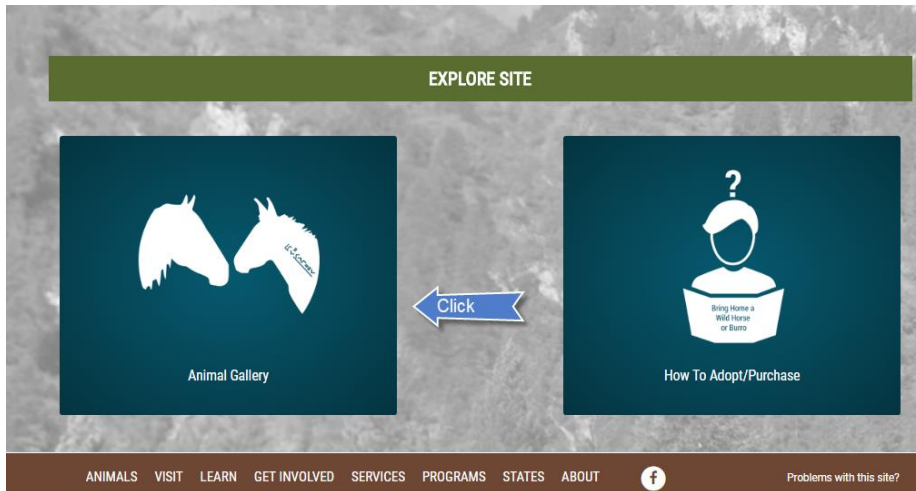 EXPLORE SITE
Click
Bring Home a
Wild Horse
or Burro
Animal Gallery
How To Adopt/Purchase
ANIMALS VISIT LEARN GET INVOLVED SERVICES PROGRAMS STATES ABOUT f Problems with this site?